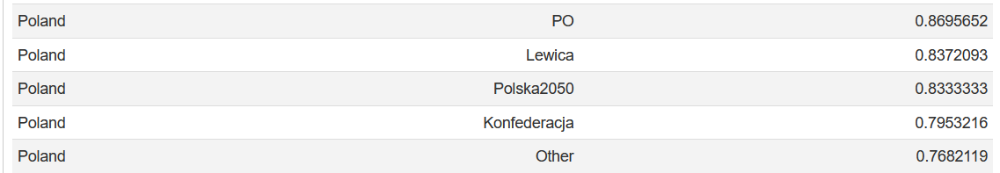 Poland PO 0.8695652
Poland Lewica 0.8372093
Poland Polska2050 0.8333333
Poland Konfederacja 0.7953216
Poland Other 0.7682119